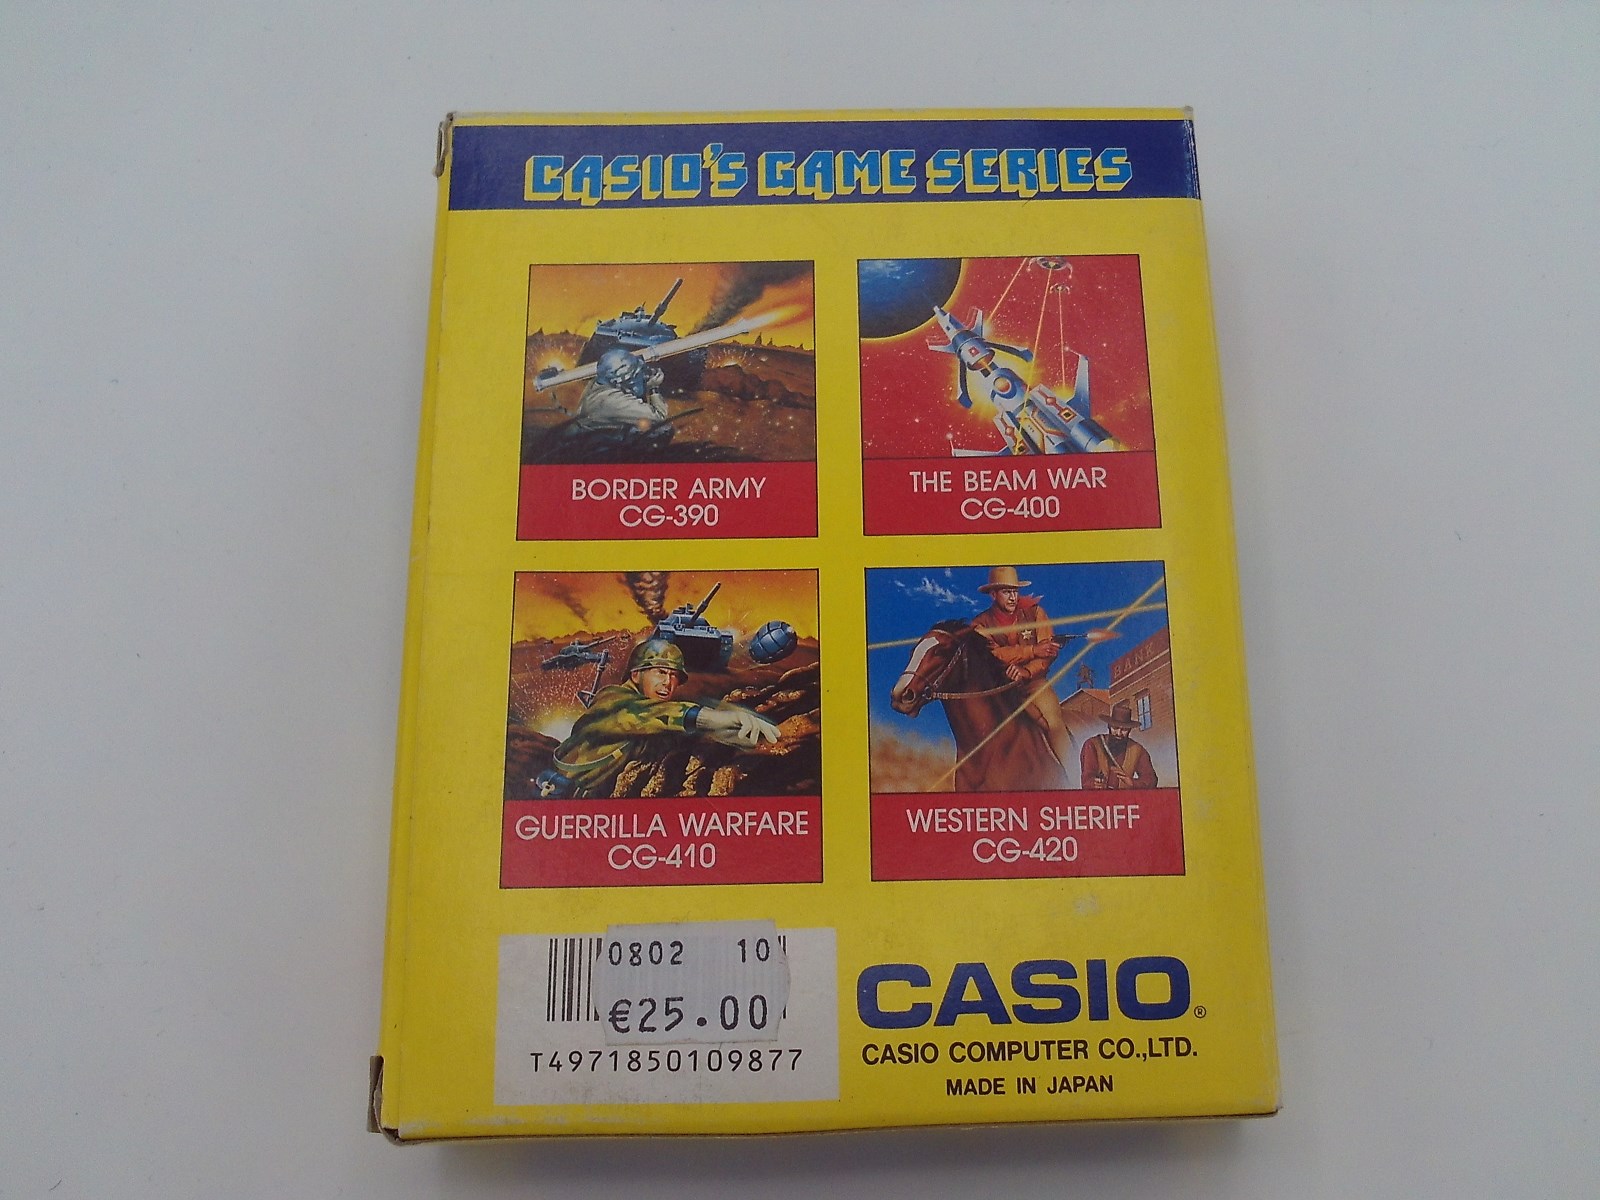 CASIO'S GAME SERIES
BORDER ARMY
CG-390
THE BEAM WAR
CG-400
BANK
GUERRILLA WARFARE
CG-410
WESTERN SHERIFF
CG-420
0802 10
€25.00
T4971850109877
CASIO®
CASIO COMPUTER CO.,LTD.
MADE IN JAPAN